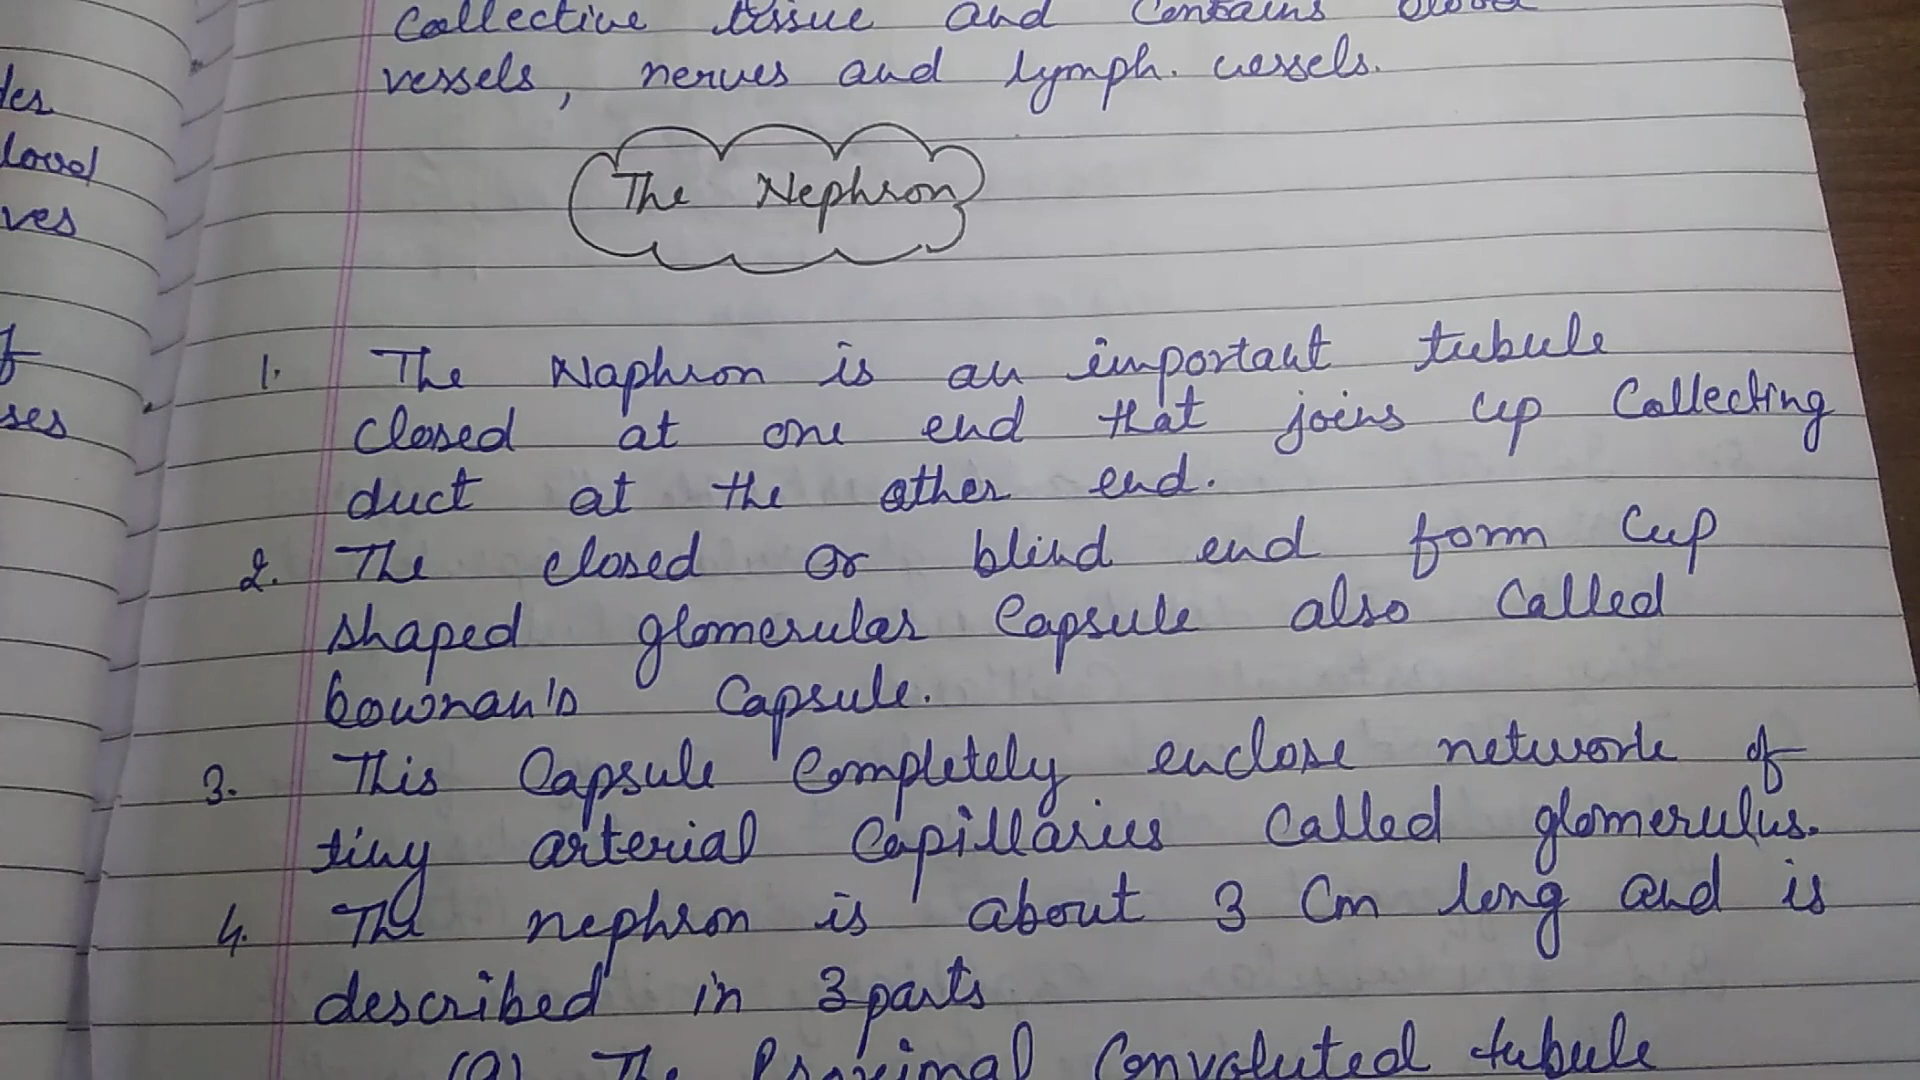 collective tissue and contains blood
vessels, nerves and lymph. vessels.
The Nephron
1. The Naphron is an important tubule
closed at one end that joins up Collecting
duct at the other end.
2. The closed or blind end form Cup
shaped glomerular Capsule also called
bowman's Capsule.
3. This Capsule Completely enclose network of
tiny arterial Capillaries Called glomerulus.
4. The nephron is about 3 Cm long and is
described in 3 parts
(a) The Proximal Convoluted tubule